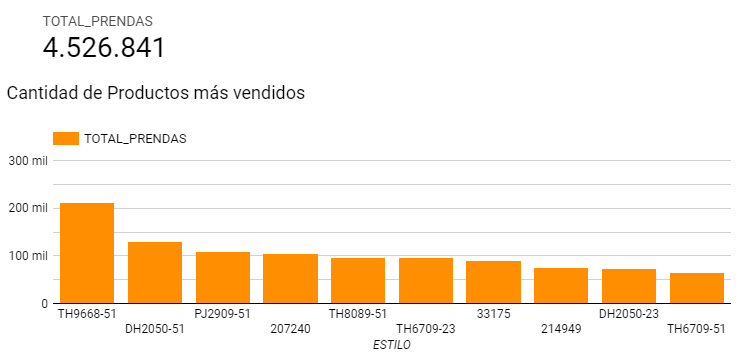 TOTAL_PRENDAS
4.526.841
Cantidad de Productos más vendidos
TOTAL_PRENDAS
300 mil
200 mil
100 mil
0
TH9668-51
DH2050-51
PJ2909-51
207240
TH8089-51
TH6709-23
33175
214949
DH2050-23
TH6709-51
ESTILO